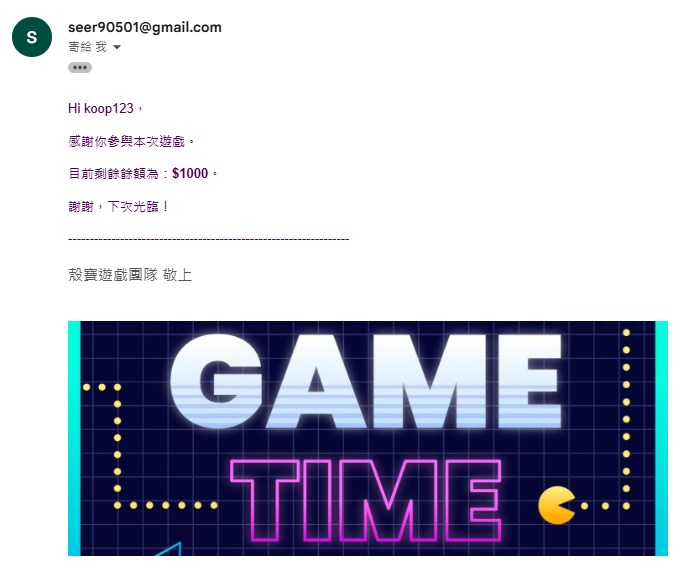 S
seer90501@gmail.com
寄給 我
Hi koop123，
感謝你參與本次遊戲。
目前剩餘餘額為：$1000。
謝謝，下次光臨！
-----------------------------------------------------------------
殼寶遊戲團隊 敬上
GAME
TIME